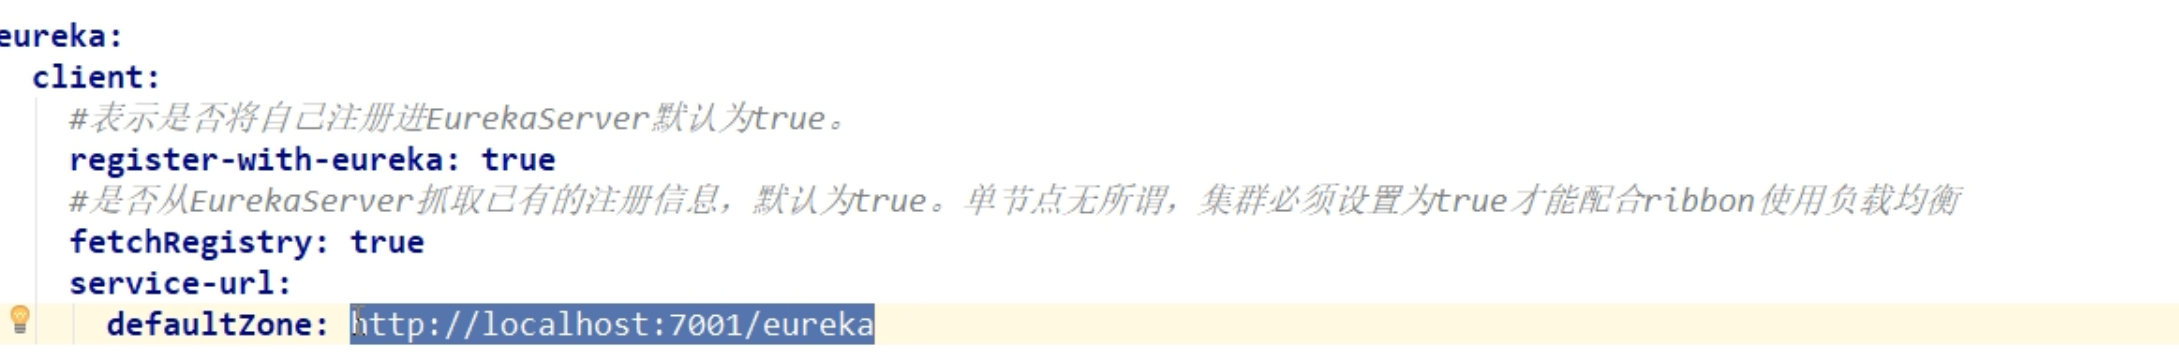 eureka:
client:
#表示是否将自己注册进EurekaServer默认为true。
register-with-eureka: true
#是否从EurekaServer抓取已有的注册信息，默认为true。单节点无所谓，集群必须设置为true才能配合ribbon使用负载均衡
fetchRegistry: true
service-url:
defaultZone: http://localhost:7001/eureka